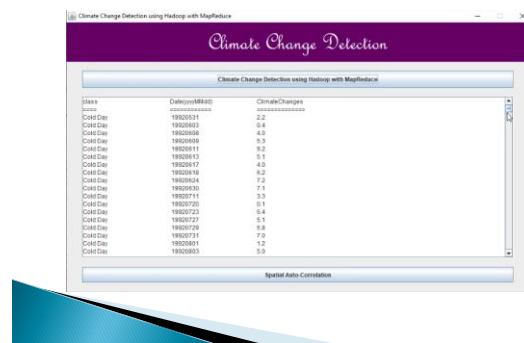 Climate Change Detection using Hadoop with MapReduce
Climate Change Detection
Climate Change Detection using Hadoop with MapReduce
class Date(yyyMMdd) ClimateChanges
==== ============ ==============
Cold Day 19920531 2.2
Cold Day 19920603 0.4
Cold Day 19920608 4.0
Cold Day 19920609 5.3
Cold Day 19920611 9.2
Cold Day 19920613 5.1
Cold Day 19920617 4.0
Cold Day 19920618 6.2
Cold Day 19920624 7.2
Cold Day 19920630 7.1
Cold Day 19920711 3.3
Cold Day 19920720 0.1
Cold Day 19920723 6.4
Cold Day 19920727 5.1
Cold Day 19920729 6.8
Cold Day 19920731 7.0
Cold Day 19920801 1.2
Cold Day 19920803 5.0
Spatial Auto-Correlation